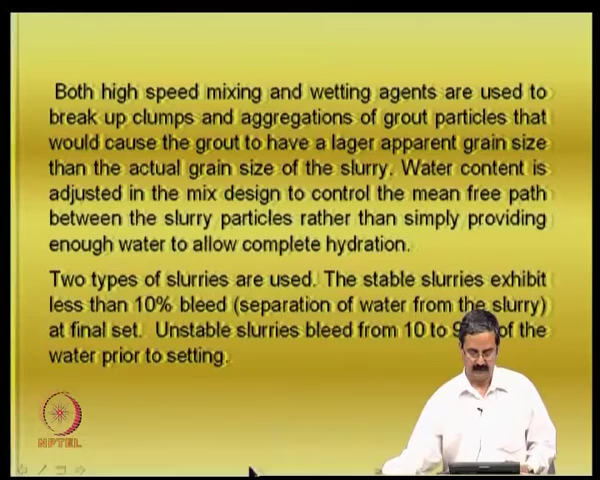 Both high speed mixing and wetting agents are used to
break up clumps and aggregations of grout particles that
would cause the grout to have a lager apparent grain size
than the actual grain size of the slurry. Water content is
adjusted in the mix design to control the mean free path
between the slurry particles rather than simply providing
enough water to allow complete hydration.
Two types of slurries are used. The stable slurries exhibit
less than 10% bleed (separation of water from the slurry)
at final set. Unstable slurries bleed from 10 to of the
water prior to setting.
NPTEL